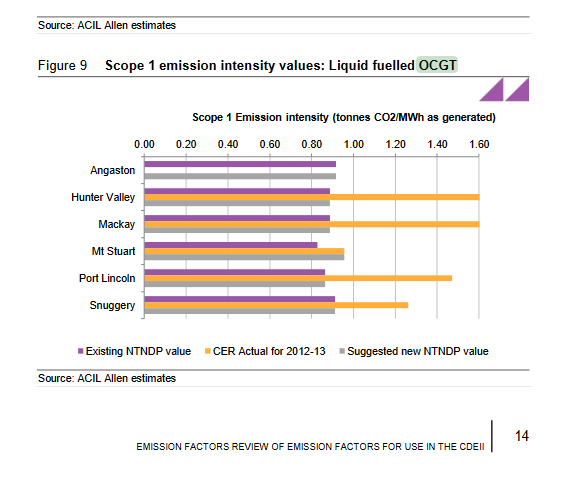 Source: ACIL Allen estimates
Figure 9 Scope 1 emission intensity values: Liquid fuelled OCGT
Scope 1 Emission intensity (tonnes CO2/MWh as generated)
0.00 0.20 0.40 0.60 0.80 1.00 1.20 1.40 1.60
Angaston
Hunter Valley
Mackay
Mt Stuart
Port Lincoln
Snuggery
Existing NTNDP value CER Actual for 2012-13 Suggested new NTNDP value
Source: ACIL Allen estimates
14
EMISSION FACTORS REVIEW OF EMISSION FACTORS FOR USE IN THE CDEII